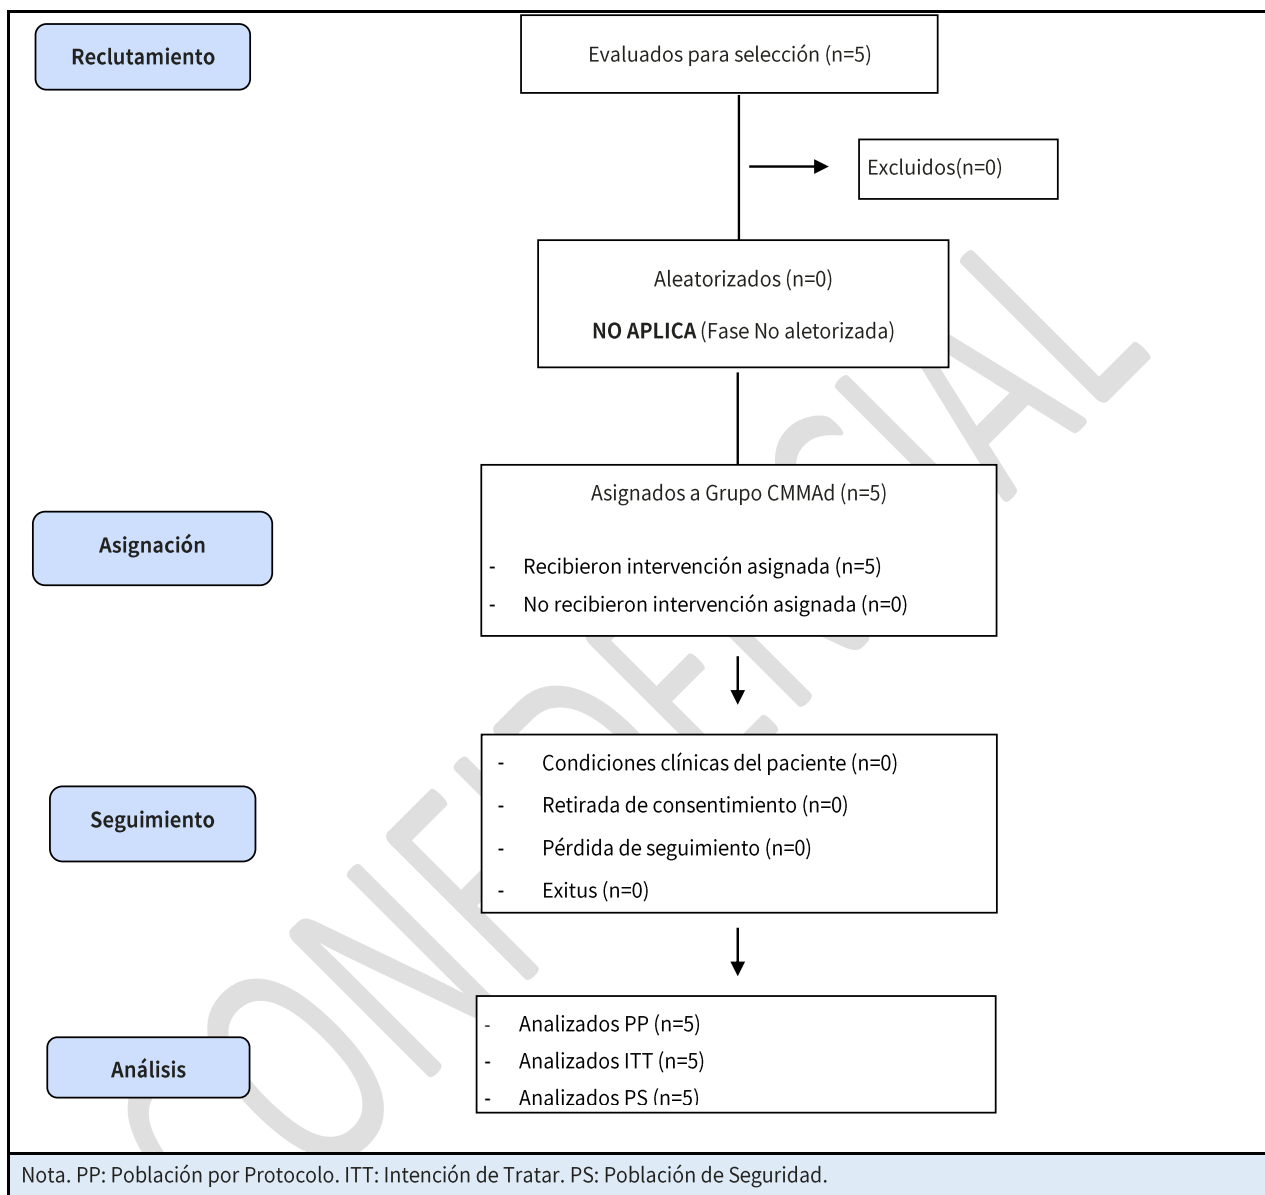 Reclutamiento
Evaluados para selección (n=5)
Excluidos(n=0)
Aleatorizados (n=0)
NO APLICA (Fase No aletorizada)
Asignación
Asignados a Grupo CMMAd (n=5)
- Recibieron intervención asignada (n=5)
- No recibieron intervención asignada (n=0)
Seguimiento
- Condiciones clínicas del paciente (n=0)
- Retirada de consentimiento (n=0)
- Pérdida de seguimiento (n=0)
- Exitus (n=0)
Análisis
- Analizados PP (n=5)
- Analizados ITT (n=5)
- Analizados PS (n=5)
Nota. PP: Población por Protocolo. ITT: Intención de Tratar. PS: Población de Seguridad.
CONFIDENCIAL